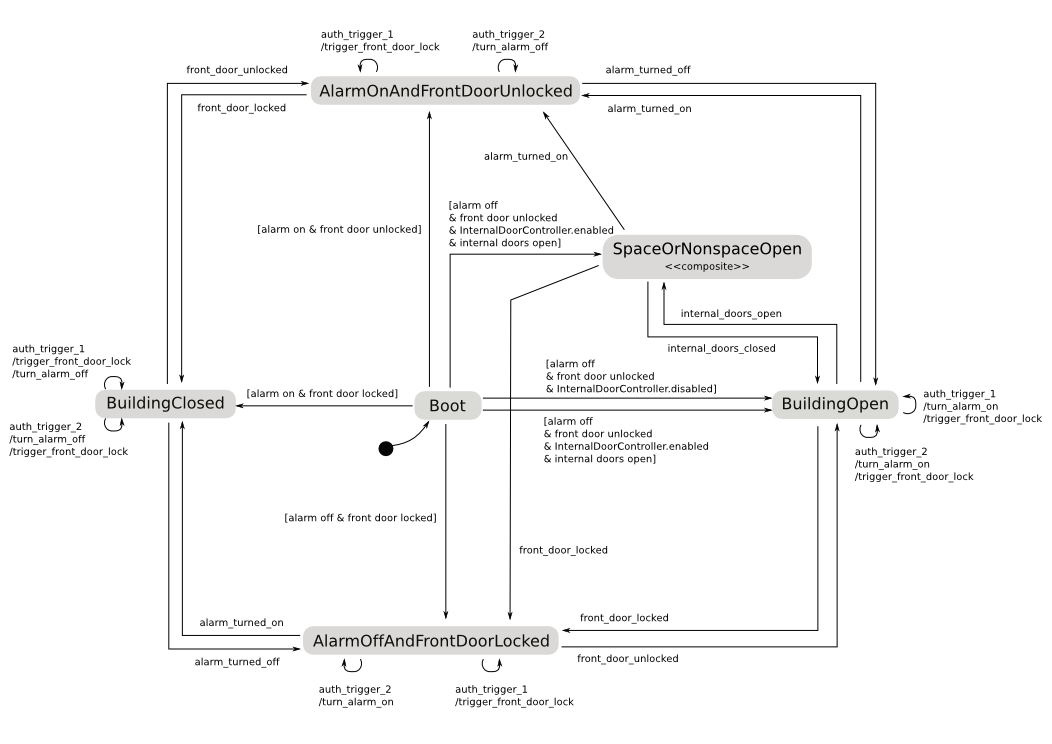 auth_trigger_1
/trigger_front_door_lock
auth_trigger_2
/turn_alarm_off
front_door_unlocked
alarm_turned_off
AlarmOnAndFrontDoorUnlocked
front_door_locked
alarm_turned_on
alarm_turned_on
[alarm off
& front door unlocked
& InternalDoorController.enabled
& internal doors open]
[alarm on & front door unlocked]
SpaceOrNonspaceOpen
<<composite>>
internal_doors_open
internal_doors_closed
auth_trigger_1
/trigger_front_door_lock
/turn_alarm_off
[alarm off
& front door unlocked
& InternalDoorController.disabled]
[alarm on & front door locked]
BuildingClosed
Boot
BuildingOpen
auth_trigger_1
/turn_alarm_on
/trigger_front_door_lock
auth_trigger_2
/turn_alarm_off
/trigger_front_door_lock
[alarm off
& front door unlocked
& InternalDoorController.enabled
& internal doors open]
auth_trigger_2
/turn_alarm_on
/trigger_front_door_lock
[alarm off & front door locked]
front_door_locked
alarm_turned_on
front_door_locked
AlarmOffAndFrontDoorLocked
alarm_turned_off
front_door_unlocked
auth_trigger_2
/turn_alarm_on
auth_trigger_1
/trigger_front_door_lock